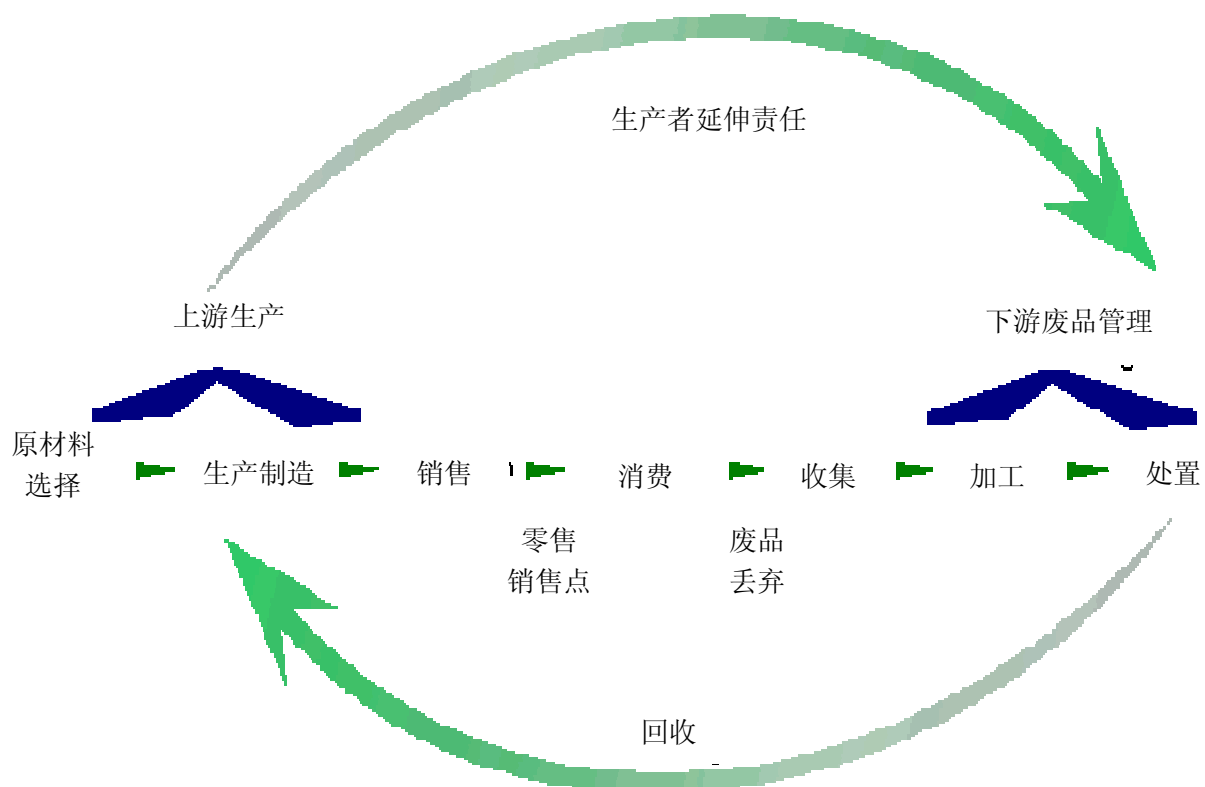 生产者延伸责任
上游生产
下游废品管理
原材料
选择
生产制造
销售
消费
收集
加工
处置
零售
销售点
废品
丢弃
回收